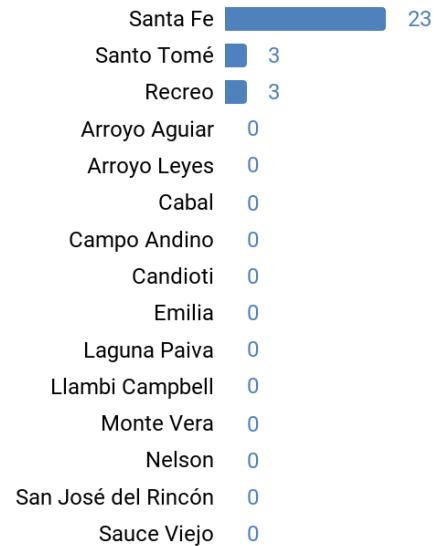 Santa Fe 23
Santo Tomé 3
Recreo 3
Arroyo Aguiar 0
Arroyo Leyes 0
Cabal 0
Campo Andino 0
Candioti 0
Emilia 0
Laguna Paiva 0
Llambi Campbell 0
Monte Vera 0
Nelson 0
San José del Rincón 0
Sauce Viejo 0